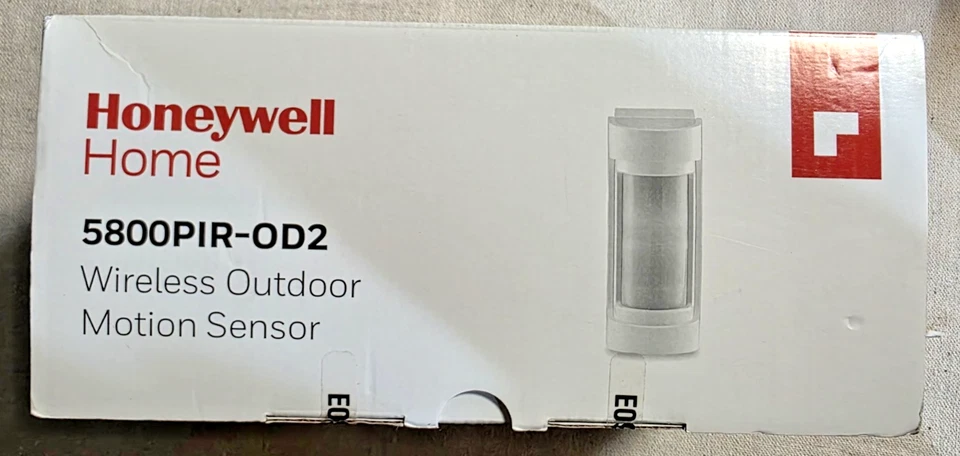 Honeywell
Home
5800PIR-OD2
Wireless Outdoor
Motion Sensor